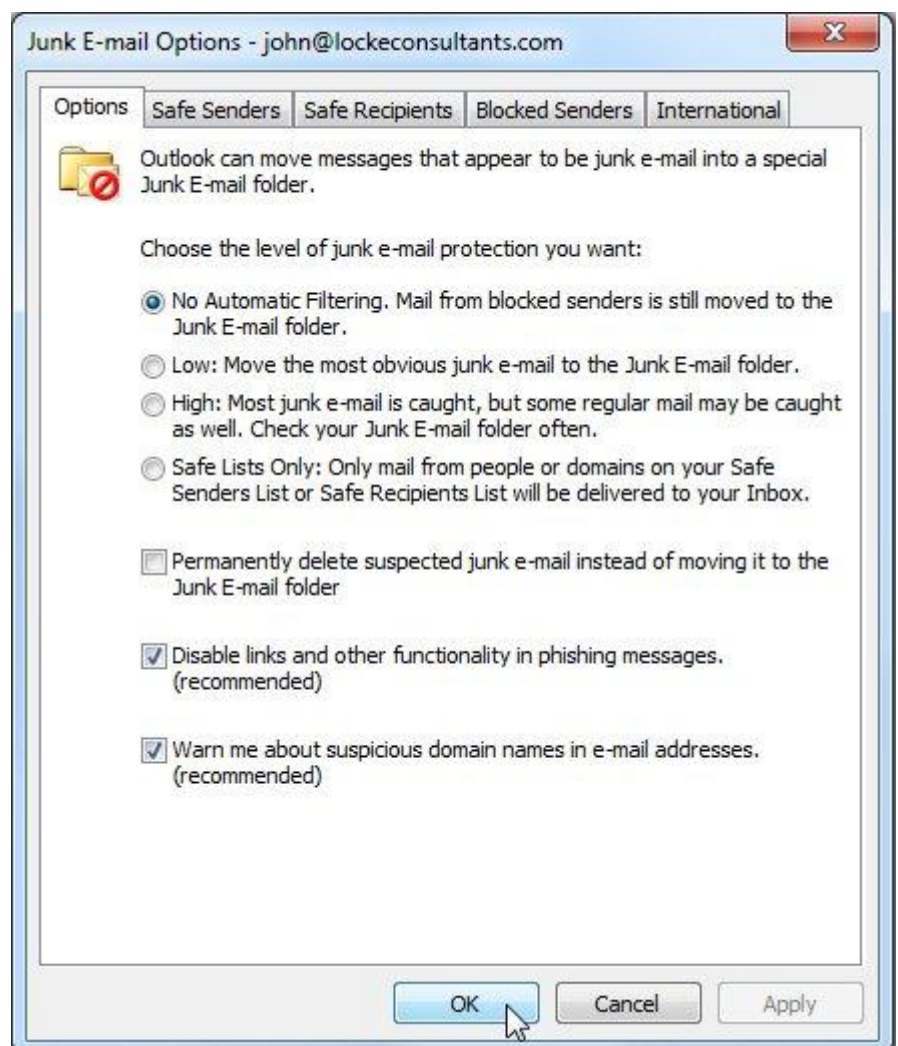 Junk E-mail Options - john@lockeconsultants.com
Options Safe Senders Safe Recipients Blocked Senders International
Outlook can move messages that appear to be junk e-mail into a special
Junk E-mail folder.
Choose the level of junk e-mail protection you want:
No Automatic Filtering. Mail from blocked senders is still moved to the
Junk E-mail folder.
Low: Move the most obvious junk e-mail to the Junk E-mail folder.
High: Most junk e-mail is caught, but some regular mail may be caught
as well. Check your Junk E-mail folder often.
Safe Lists Only: Only mail from people or domains on your Safe
Senders List or Safe Recipients List will be delivered to your Inbox.
Permanently delete suspected junk e-mail instead of moving it to the
Junk E-mail folder
Disable links and other functionality in phishing messages.
(recommended)
Warn me about suspicious domain names in e-mail addresses.
(recommended)
OK Cancel Apply